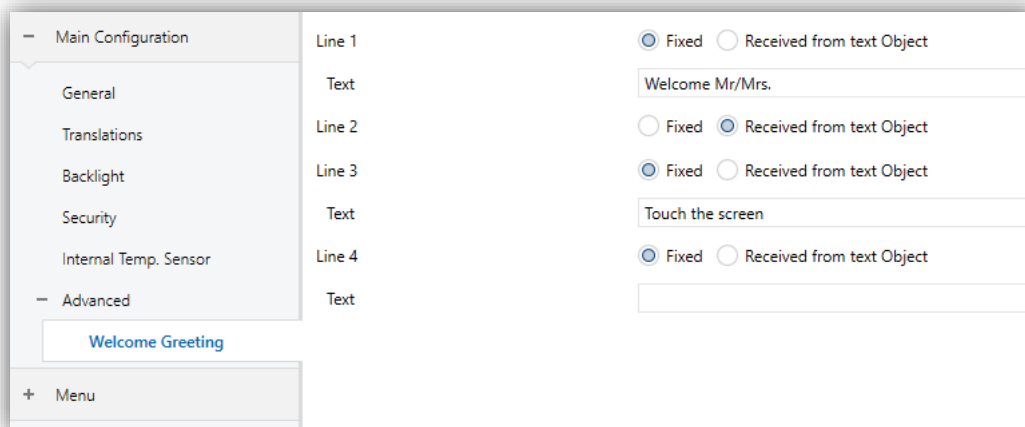 Main Configuration
General
Translations
Backlight
Security
Internal Temp. Sensor
Advanced
Welcome Greeting
Menu
Line 1 Fixed Received from text Object
Text Welcome Mr/Mrs.
Line 2 Fixed Received from text Object
Line 3 Fixed Received from text Object
Text Touch the screen
Line 4 Fixed Received from text Object
Text